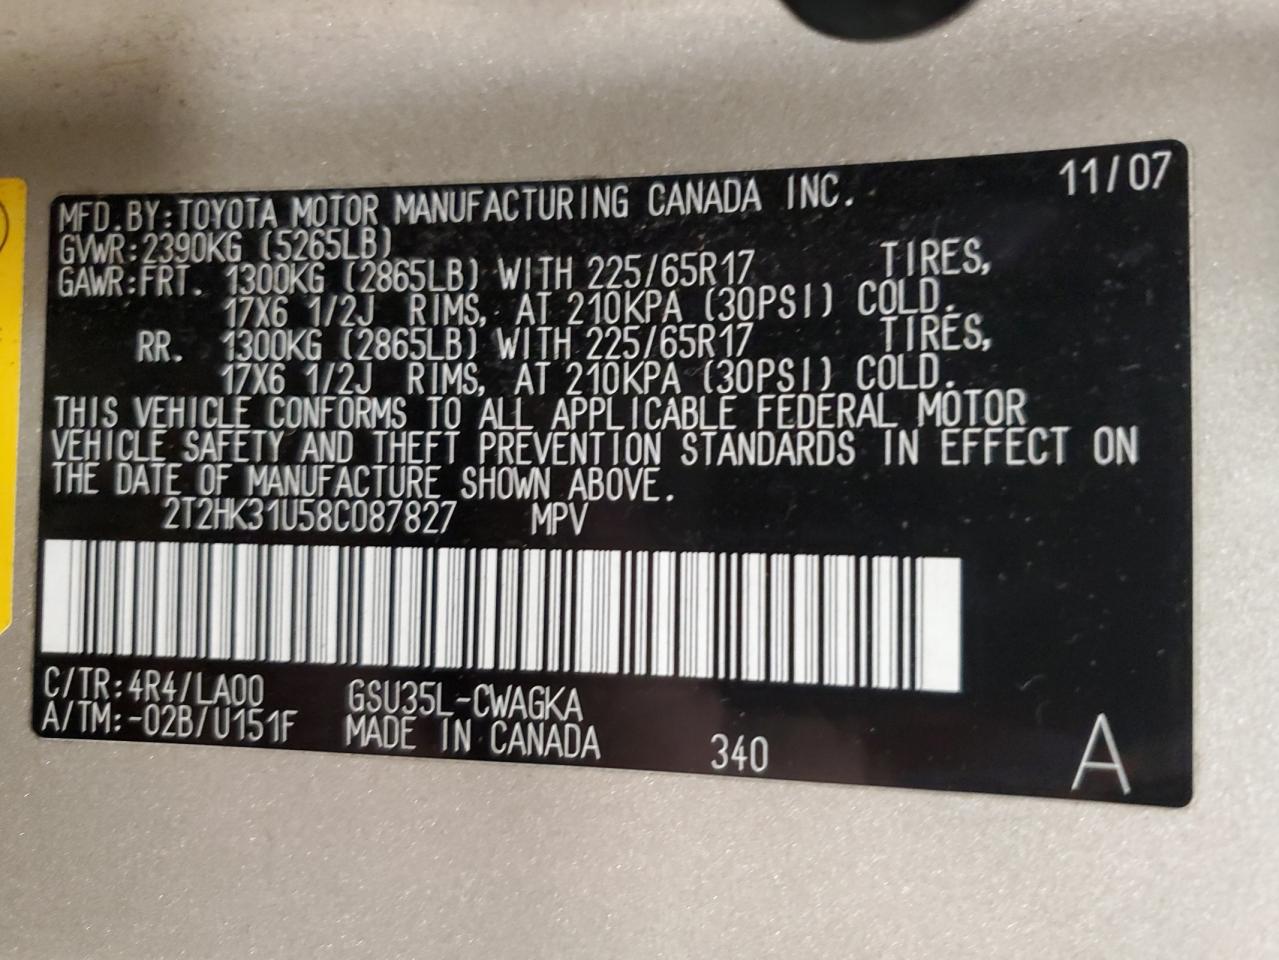 11/07
MFD.BY:TOYOTA MOTOR MANUFACTURING CANADA INC.
GVWR:2390KG (5265LB)
GAWR:FRT. 1300KG (2865LB) WITH 225/65R17 TIRES,
17X6 1/2J RIMS, AT 210KPA (30PSI) COLD.
RR. 1300KG (2865LB) WITH 225/65R17 TIRES,
17X6 1/2J RIMS, AT 210KPA (30PSI) COLD.
THIS VEHICLE CONFORMS TO ALL APPLICABLE FEDERAL MOTOR
VEHICLE SAFETY AND THEFT PREVENTION STANDARDS IN EFFECT ON
THE DATE OF MANUFACTURE SHOWN ABOVE.
2T2HK31U58C087827 MPV
C/TR:4R4/LA00 GSU35L-CWAGKA
A/TM:-02B/U151F MADE IN CANADA 340 A